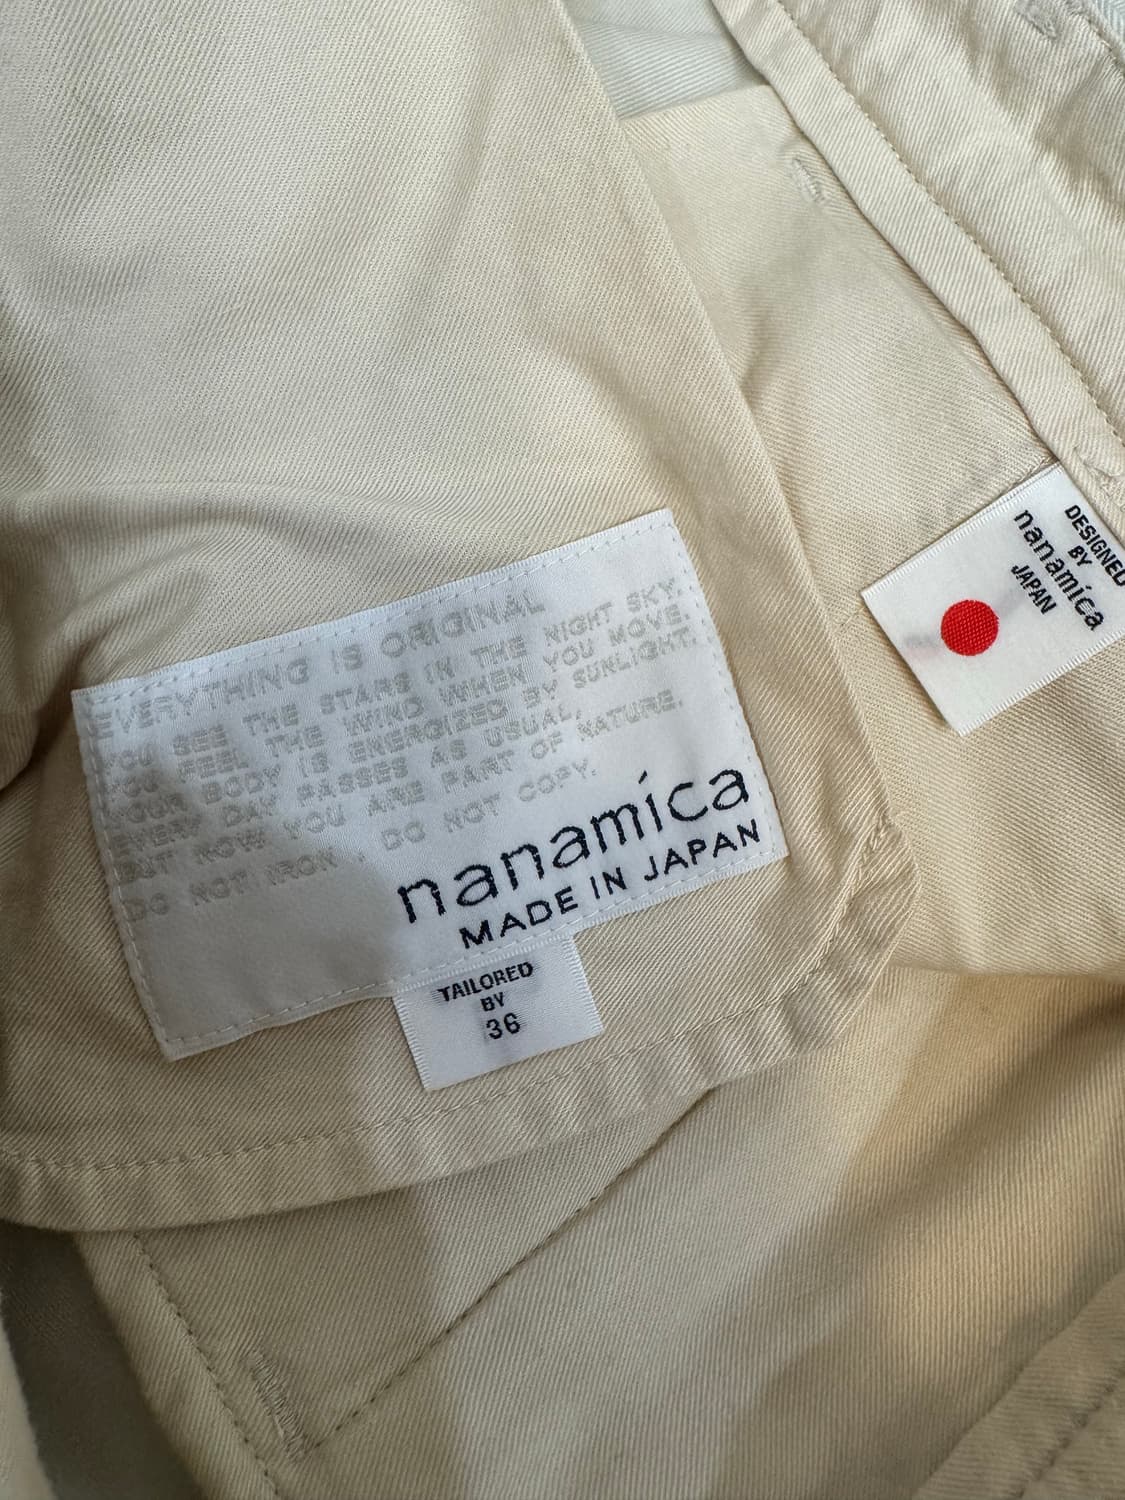 EVERYTHING IS ORIGINAL
YOU SEE THE STARS IN THE NIGHT SKY.
YOU FEEL THE WIND WHEN YOU MOVE.
YOUR BODY IS ENERGIZED BY SUNLIGHT.
EVERY DAY PASSES AS USUAL,
BUT NOW YOU ARE PART OF NATURE.
DO NOT IRON . DO NOT COPY.
nanamíca
MADE IN JAPAN
TAILORED
BY
36
DESIGNED
BY
nanamíca
JAPAN